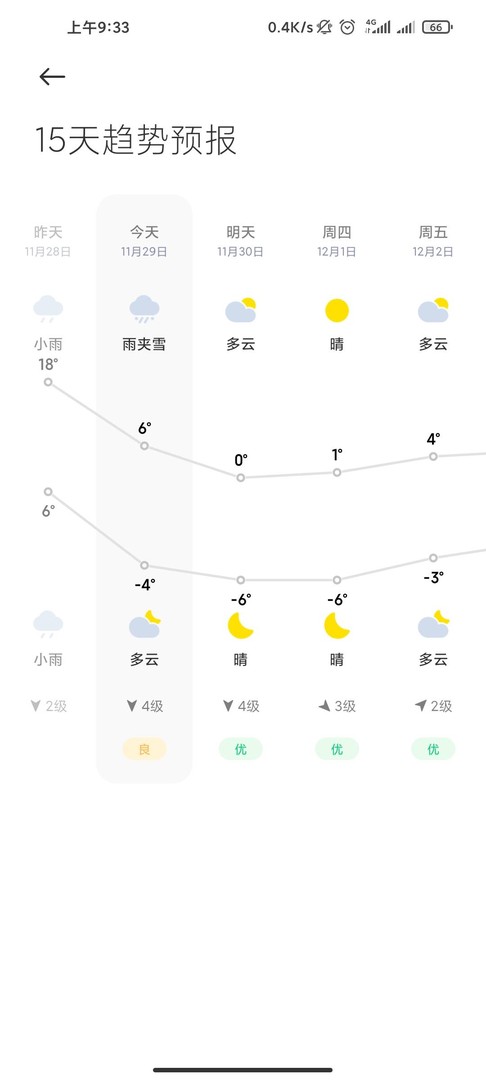 上午9:33
0.4K/s 4G 66
15天趋势预报
昨天 今天 明天 周四 周五
11月28日 11月29日 11月30日 12月1日 12月2日
小雨 雨夹雪 多云 晴 多云
18° 6° 0° 1° 4°
6° -4° -6° -6° -3°
小雨 多云 晴 晴 多云
2级 4级 4级 3级 2级
良 优 优 优